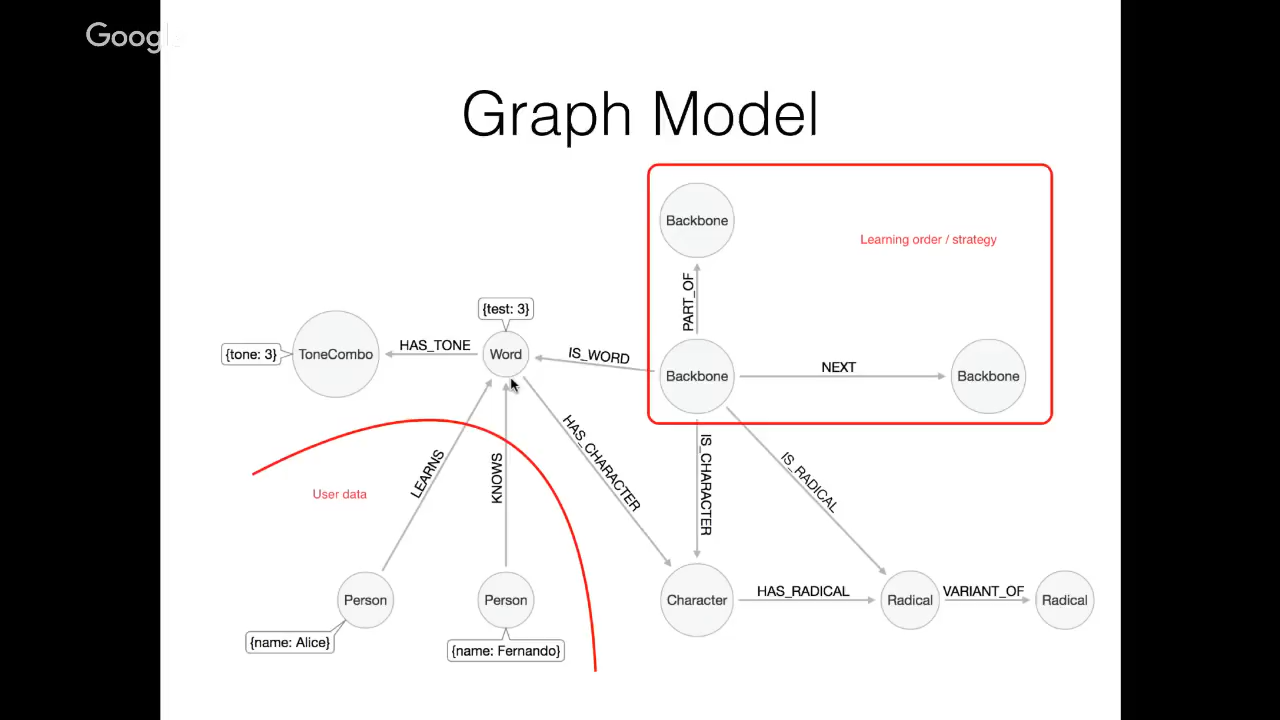 Google
Graph Model
Backbone
Learning order / strategy
PART_OF
{test: 3}
{tone: 3}
ToneCombo
HAS_TONE
Word
IS_WORD
Backbone
NEXT
Backbone
LEARNS
KNOWS
HAS_CHARACTER
IS_CHARACTER
IS_RADICAL
User data
Person
Person
Character
HAS_RADICAL
Radical
VARIANT_OF
Radical
{name: Alice}
{name: Fernando}